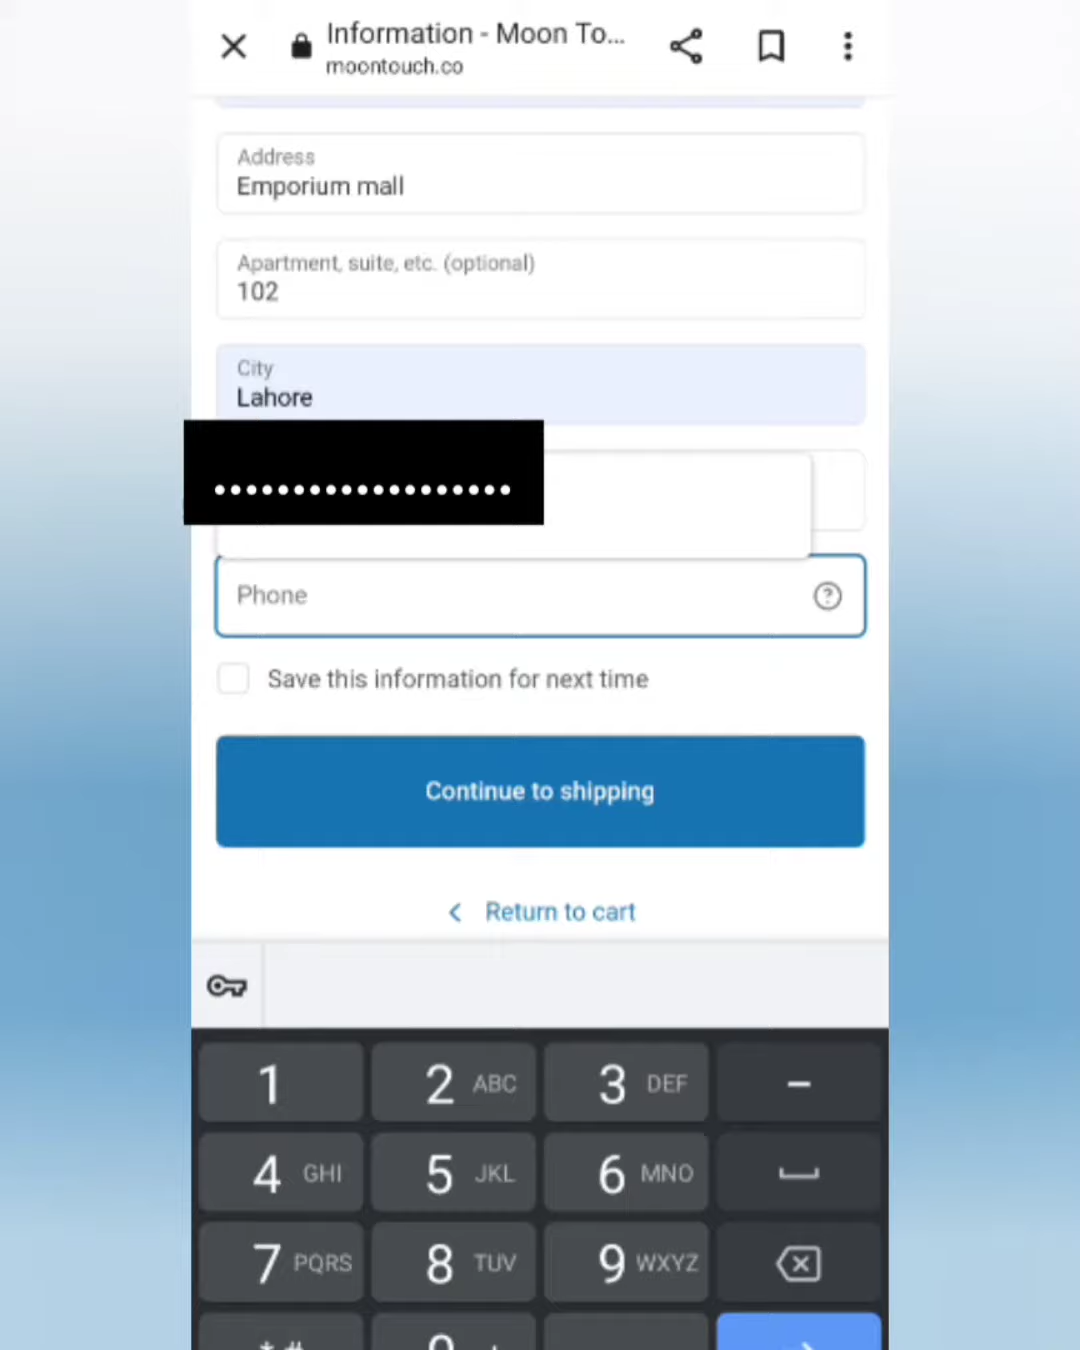 Information - Moon To...
moontouch.co
Address
Emporium mall
Apartment, suite, etc. (optional)
102
City
Lahore
...................
Phone
Save this information for next time
Continue to shipping
Return to cart
1 2 ABC 3 DEF –
4 GHI 5 JKL 6 MNO
7 PQRS 8 TUV 9 WXYZ